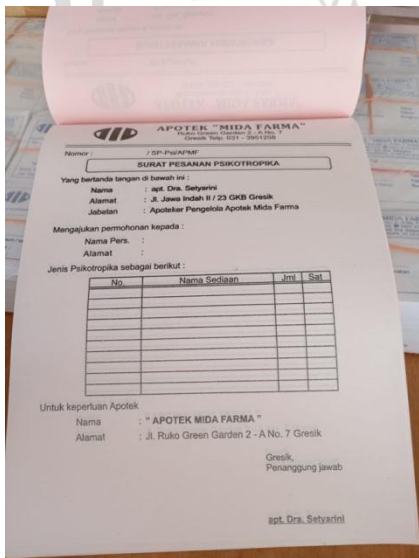 APOTEK "MIDA FARMA"
Ruko Green Garden 2 - A No. 7
Gresik Telp. 031 - 3951258
Nomor : / SP-Psi/APMF
SURAT PESANAN PSIKOTROPIKA
Yang bertanda tangan di bawah ini :
Nama : apt. Dra. Setyarini
Alamat : Jl. Jawa Indah II / 23 GKB Gresik
Jabatan : Apoteker Pengelola Apotek Mida Farma
Mengajukan permohonan kepada :
Nama Pers. :
Alamat :
Jenis Psikotropika sebagai berikut :
No. Nama Sediaan Jml Sat
Untuk keperluan Apotek
Nama : " APOTEK MIDA FARMA "
Alamat : Jl. Ruko Green Garden 2 - A No. 7 Gresik
Gresik,
Penanggung jawab
apt. Dra. Setyarini